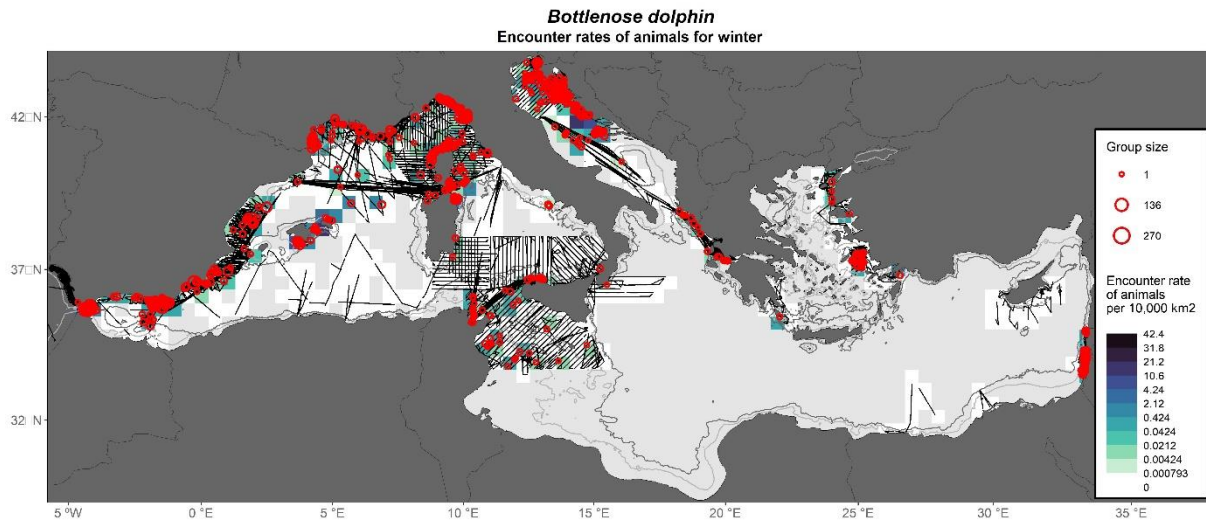 Bottlenose dolphin
Encounter rates of animals for winter
42□N
37□N
32□N
5°W
0°E
5°E
10°E
15°E
20°E
25°E
30°E
35°E
Group size
1
136
270
Encounter rate
of animals
per 10,000 km2
42.4
31.8
21.2
10.6
4.24
2.12
0.424
0.0424
0.0212
0.00424
0.000793
0